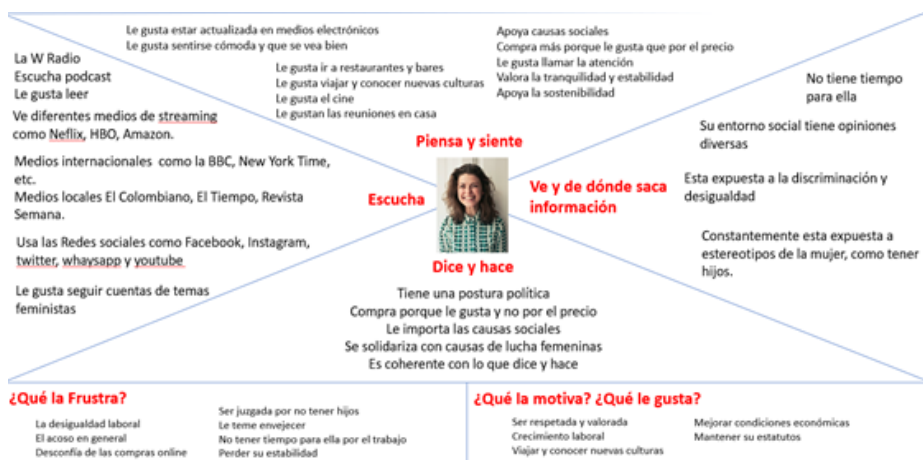 Le gusta estar actualizada en medios electrónicos
Le gusta sentirse cómoda y que se vea bien
Le gusta ir a restaurantes y bares
Le gusta viajar y conocer nuevas culturas
Le gusta el cine
Le gustan las reuniones en casa
Apoya causas sociales
Compra más porque le gusta que por el precio
Le gusta llamar la atención
Valora la tranquilidad y estabilidad
Apoya la sostenibilidad
Piensa y siente
La W Radio
Escucha podcast
Le gusta leer
Ve diferentes medios de streaming
como Neflix, HBO, Amazon.
Medios internacionales como la BBC, New York Time,
etc.
Medios locales El Colombiano, El Tiempo, Revista
Semana.
Usa las Redes sociales como Facebook, Instagram,
twitter, whaysapp y youtube
Le gusta seguir cuentas de temas
feministas
Escucha
Ve y de dónde saca
información
No tiene tiempo
para ella
Su entorno social tiene opiniones
diversas
Esta expuesta a la discriminación y
desigualdad
Constantemente esta expuesta a
estereotipos de la mujer, como tener
hijos.
Dice y hace
Tiene una postura política
Compra porque le gusta y no por el precio
Le importa las causas sociales
Se solidariza con causas de lucha femeninas
Es coherente con lo que dice y hace
¿Qué la Frustra?
La desigualdad laboral
El acoso en general
Desconfía de las compras online
Ser juzgada por no tener hijos
Le teme envejecer
No tener tiempo para ella por el trabajo
Perder su estabilidad
¿Qué la motiva? ¿Qué le gusta?
Ser respetada y valorada
Crecimiento laboral
Viajar y conocer nuevas culturas
Mejorar condiciones económicas
Mantener su estatutos